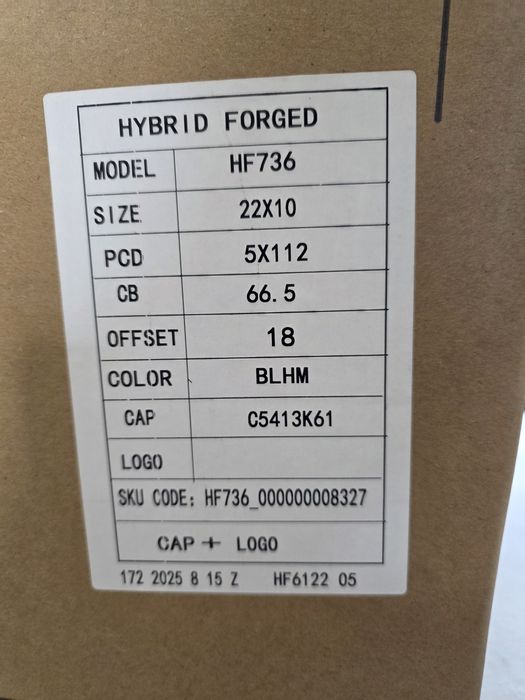 HYBRID FORGED
MODEL HF736
SIZE 22X10
PCD 5X112
CB 66.5
OFFSET 18
COLOR BLHM
CAP C5413K61
LOGO
SKU CODE: HF736_000000008327
CAP + LOGO
172 2025 8 15 Z HF6122 05